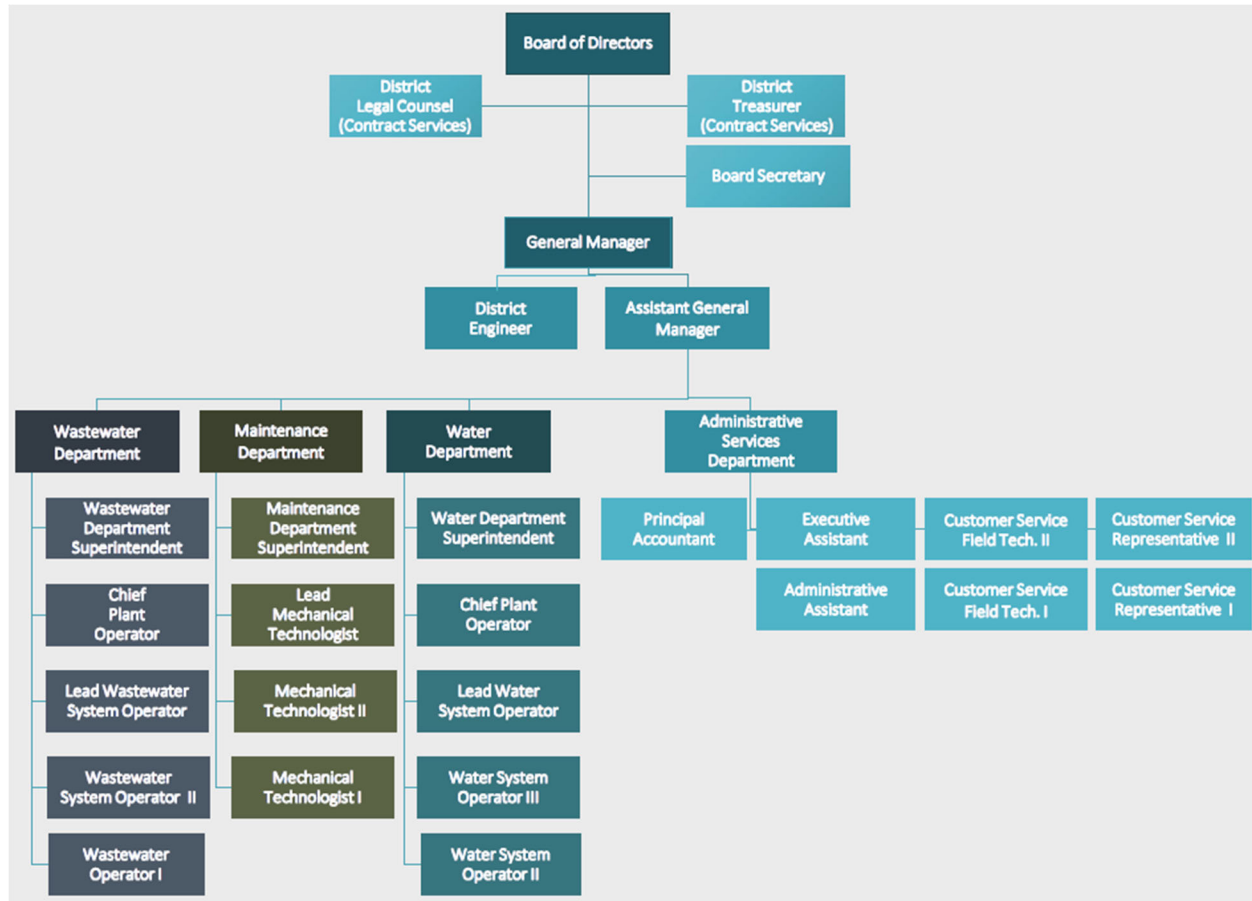 Board of Directors
District
Legal Counsel
(Contract Services)
District
Treasurer
(Contract Services)
Board Secretary
General Manager
District
Engineer
Assistant General
Manager
Wastewater
Department
Maintenance
Department
Water
Department
Administrative
Services
Department
Wastewater
Department
Superintendent
Chief
Plant
Operator
Lead Wastewater
System Operator
Wastewater
System Operator II
Wastewater
Operator I
Maintenance
Department
Superintendent
Lead
Mechanical
Technologist
Mechanical
Technologist II
Mechanical
Technologist I
Water Department
Superintendent
Chief Plant
Operator
Lead Water
System Operator
Water System
Operator III
Water System
Operator II
Principal
Accountant
Executive
Assistant
Customer Service
Field Tech. II
Customer Service
Representative II
Administrative
Assistant
Customer Service
Field Tech. I
Customer Service
Representative I